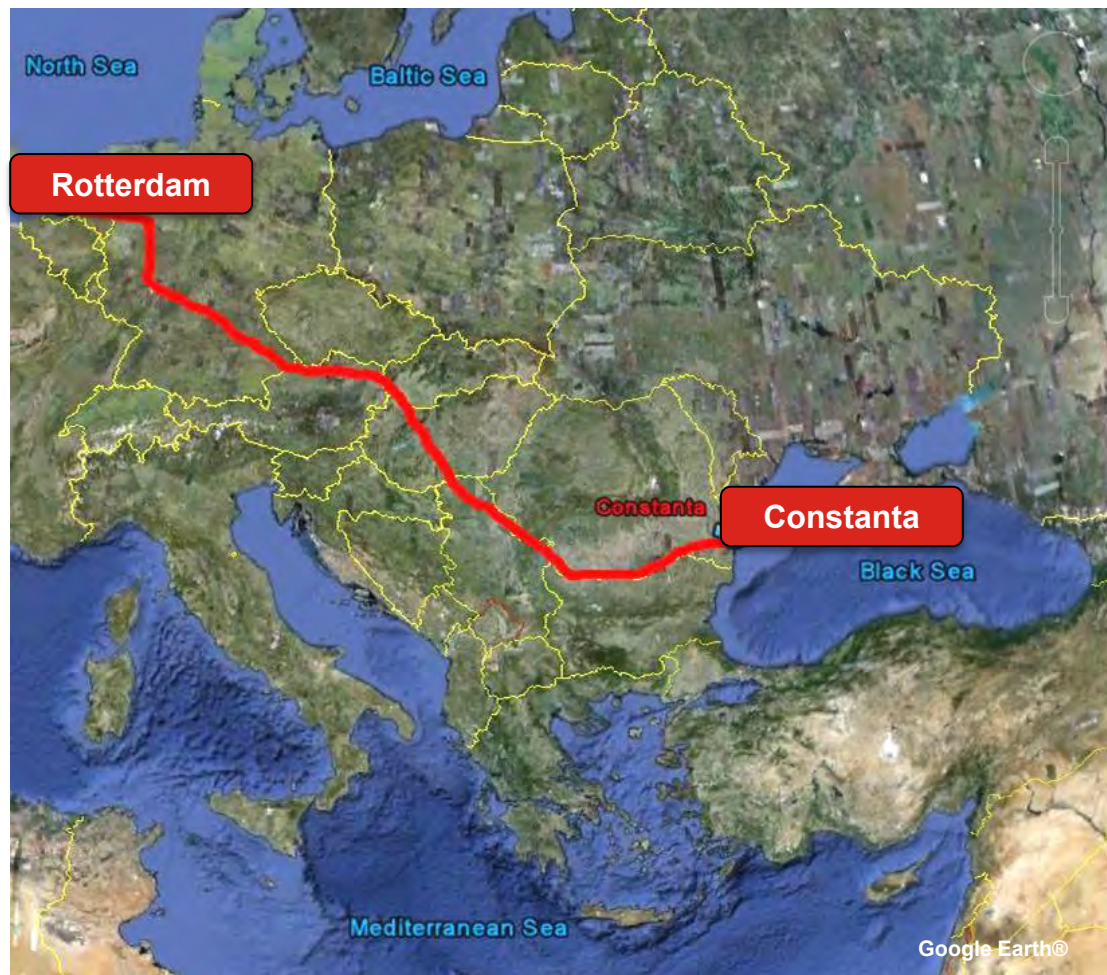 North Sea
Baltic Sea
Rotterdam
Constanta
Constanta
Black Sea
Mediterranean Sea
Google Earth®